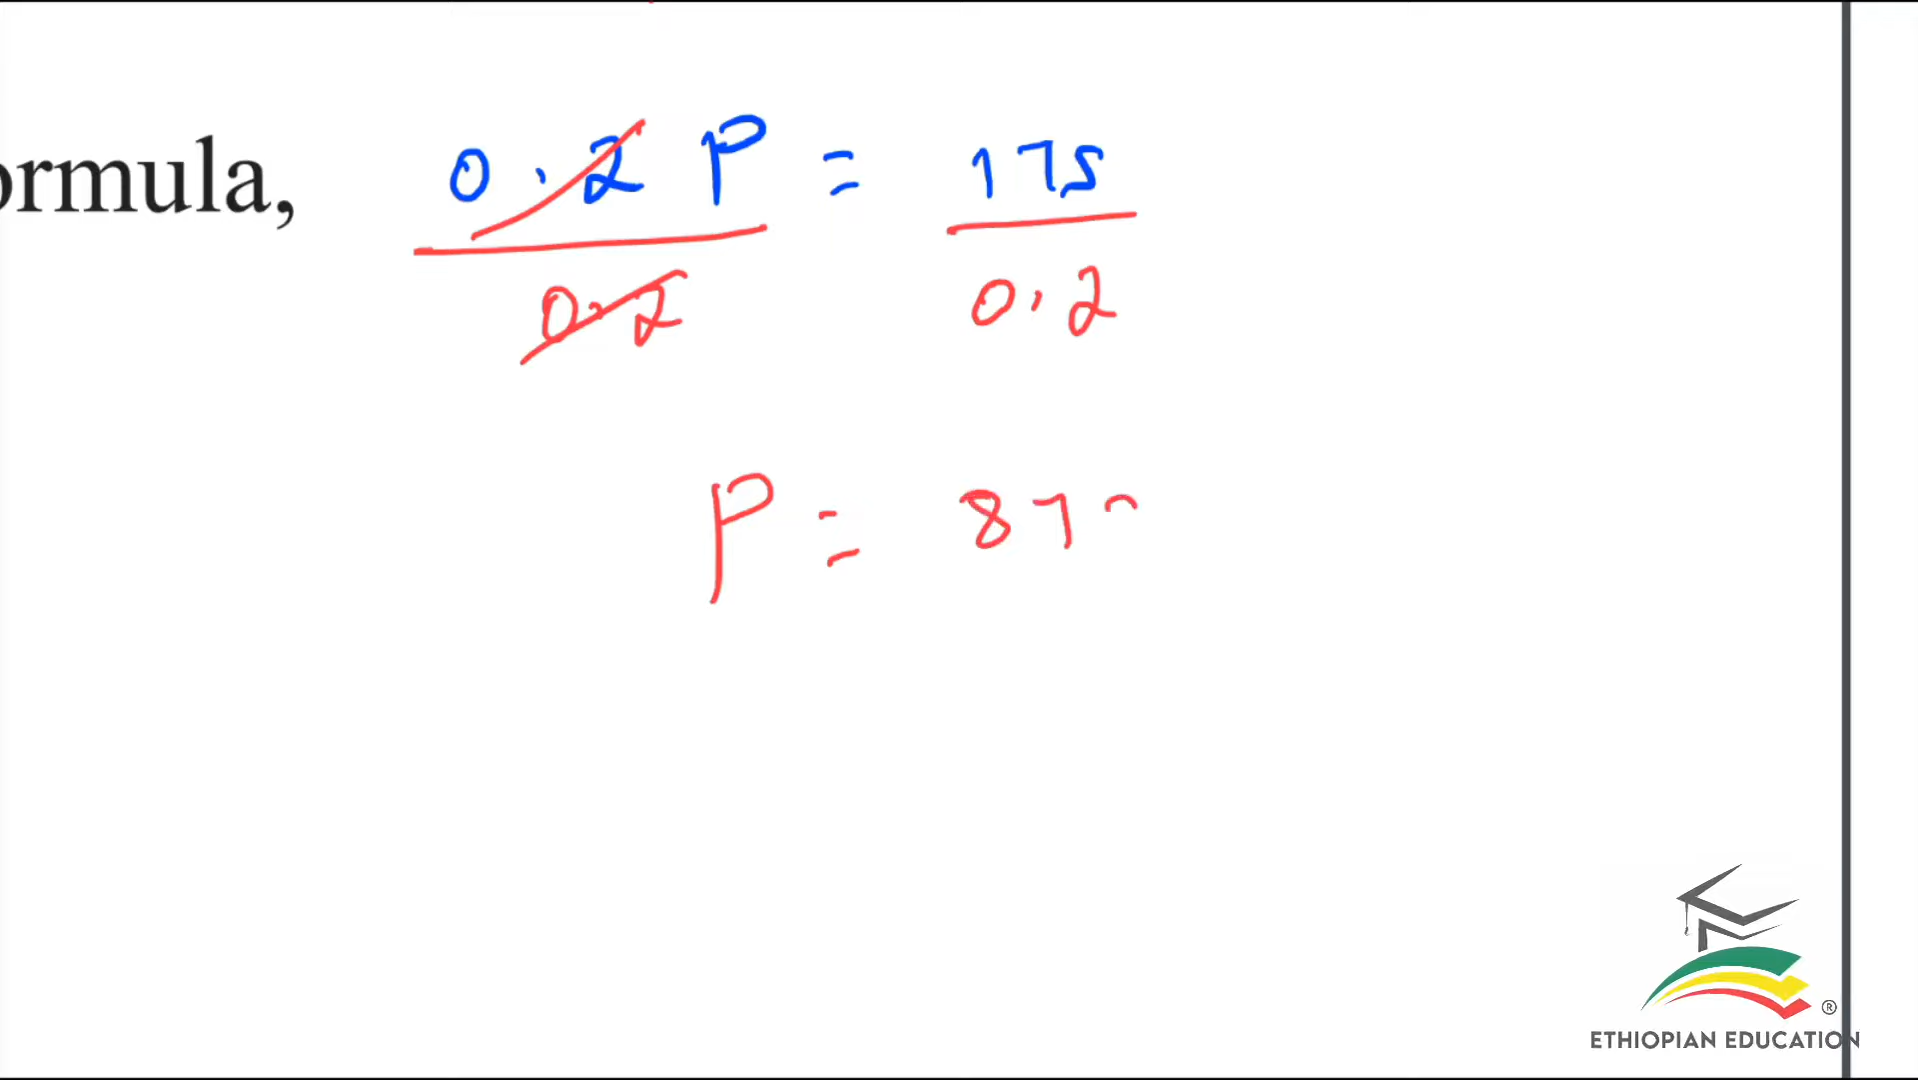 ormula, 0.2 P = 175
0.2 0.2
P = 87
®
ETHIOPIAN EDUCATION